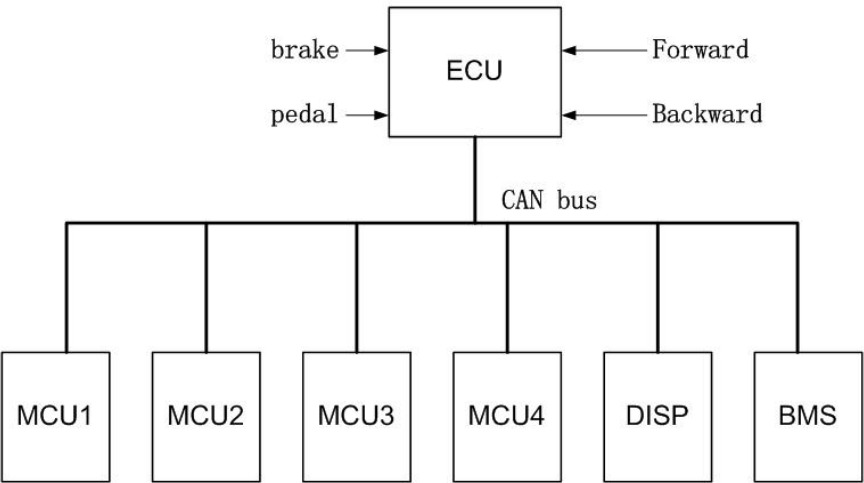 brake
ECU
Forward
pedal
Backward
CAN bus
MCU1
MCU2
MCU3
MCU4
DISP
BMS